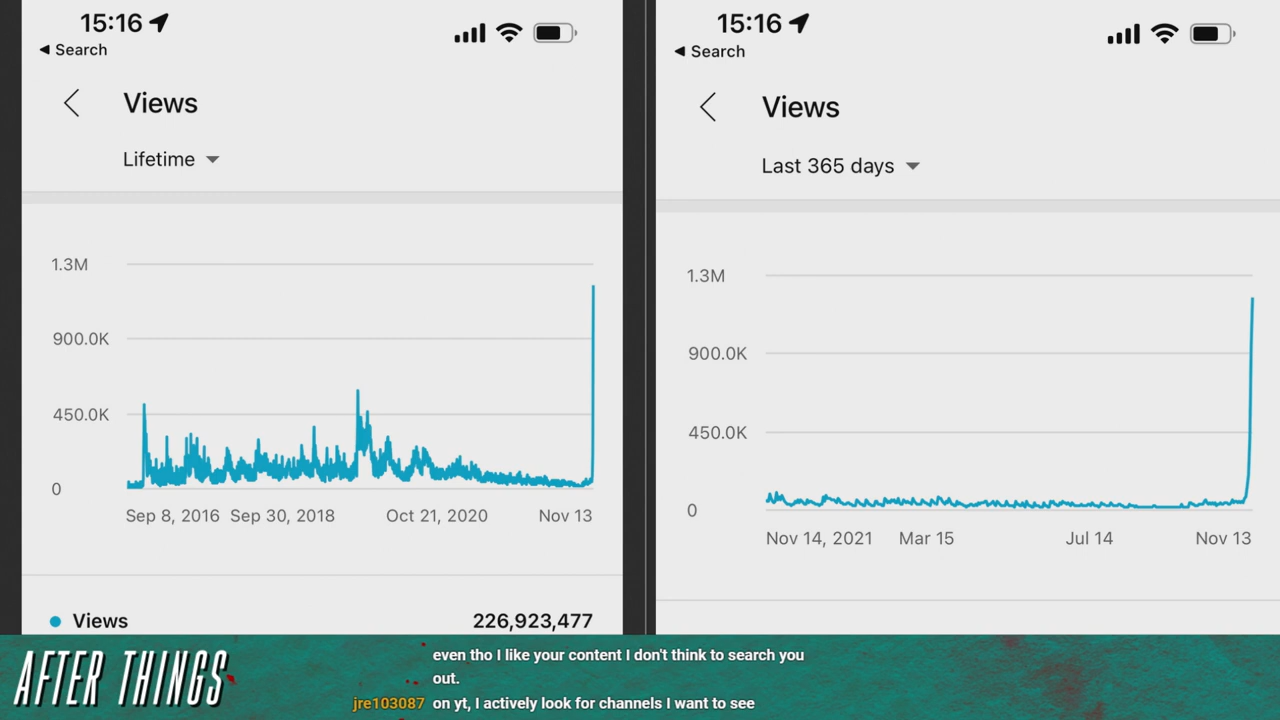 15:16
◀ Search
Views
Lifetime
1.3M
900.0K
450.0K
0
Sep 8, 2016 Sep 30, 2018 Oct 21, 2020 Nov 13
Views 226,923,477
15:16
◀ Search
Views
Last 365 days
1.3M
900.0K
450.0K
0
Nov 14, 2021 Mar 15 Jul 14 Nov 13
AFTER THINGS
even tho I like your content I don't think to search you
out.
jre103087 on yt, I actively look for channels I want to see